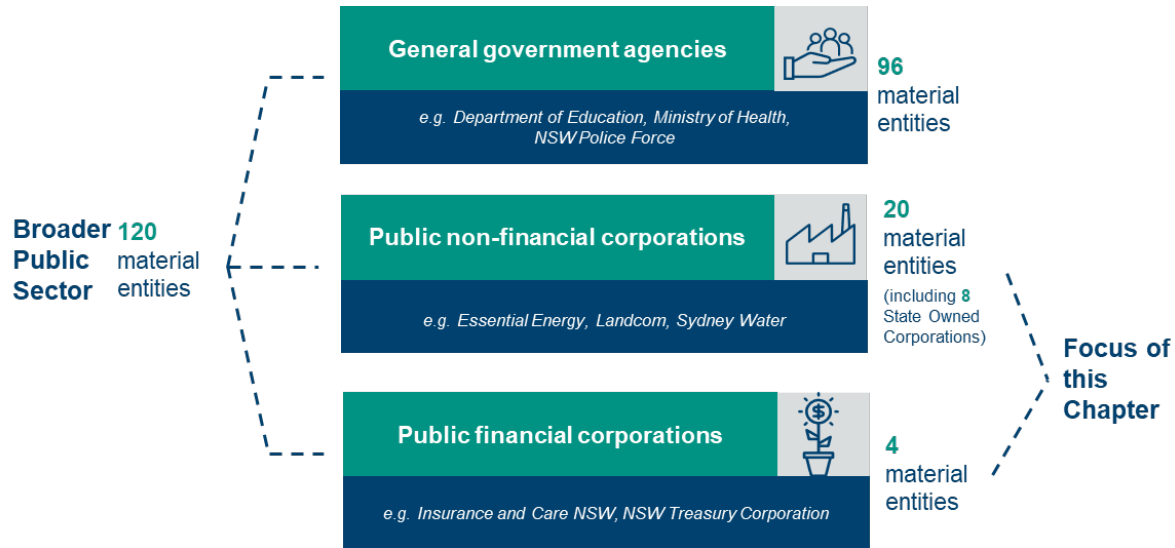 General government agencies
e.g. Department of Education, Ministry of Health,
NSW Police Force
96
material
entities
Broader
Public
Sector
120
material
entities
Public non-financial corporations
e.g. Essential Energy, Landcom, Sydney Water
20
material
entities
(including 8
State Owned
Corporations)
Focus of
this
Chapter
Public financial corporations
$
e.g. Insurance and Care NSW, NSW Treasury Corporation
4
material
entities